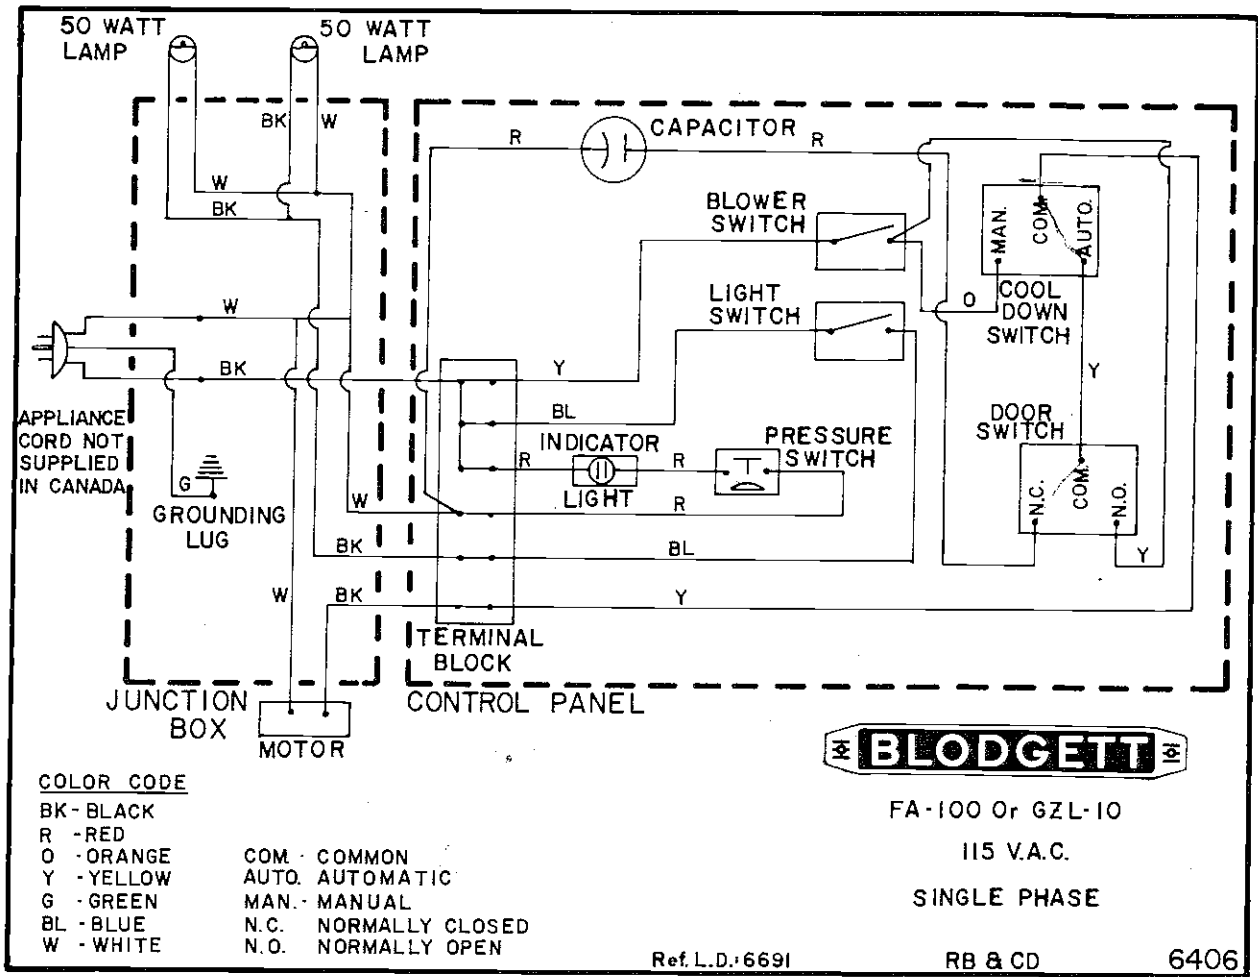 50 WATT
LAMP
50 WATT
LAMP
BK
W
R
CAPACITOR
R
W
BK
BLOWER
SWITCH
MAN.
COM.
AUTO.
LIGHT
SWITCH
O
COOL
DOWN
SWITCH
W
BK
Y
Y
APPLIANCE
CORD NOT
SUPPLIED
IN CANADA
BL
DOOR
SWITCH
INDICATOR
LIGHT
R
R
PRESSURE
SWITCH
N.C.
COM.
N.O.
G
GROUNDING
LUG
W
R
BK
BL
Y
W
BK
Y
TERMINAL
BLOCK
JUNCTION
BOX
CONTROL PANEL
MOTOR
BLODGETT
COLOR CODE
BK - BLACK
R - RED
O - ORANGE
Y - YELLOW
G - GREEN
BL - BLUE
W - WHITE
COM. - COMMON
AUTO. AUTOMATIC
MAN. - MANUAL
N.C. NORMALLY CLOSED
N.O. NORMALLY OPEN
FA-100 Or GZL-10
115 V.A.C.
SINGLE PHASE
Ref. L.D.: 6691
RB & CD
6406